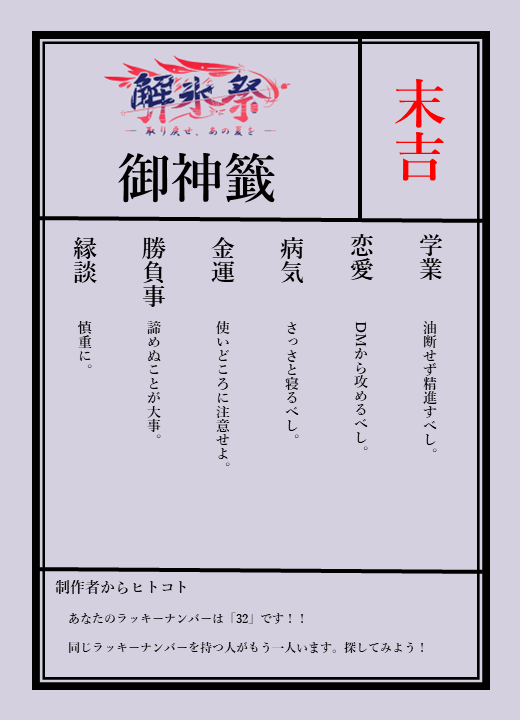 解氷祭
取り戻せ、あの夏を
御神籤
末吉
学業
油断せず精進すべし。
恋愛
DMから攻めるべし。
病気
さっさと寝るべし。
金運
使いどころに注意せよ。
勝負事
諦めぬことが大事。
縁談
慎重に。
制作者からヒトコト
あなたのラッキーナンバーは「32」です！！
同じラッキーナンバーを持つ人がもう一人います。探してみよう！